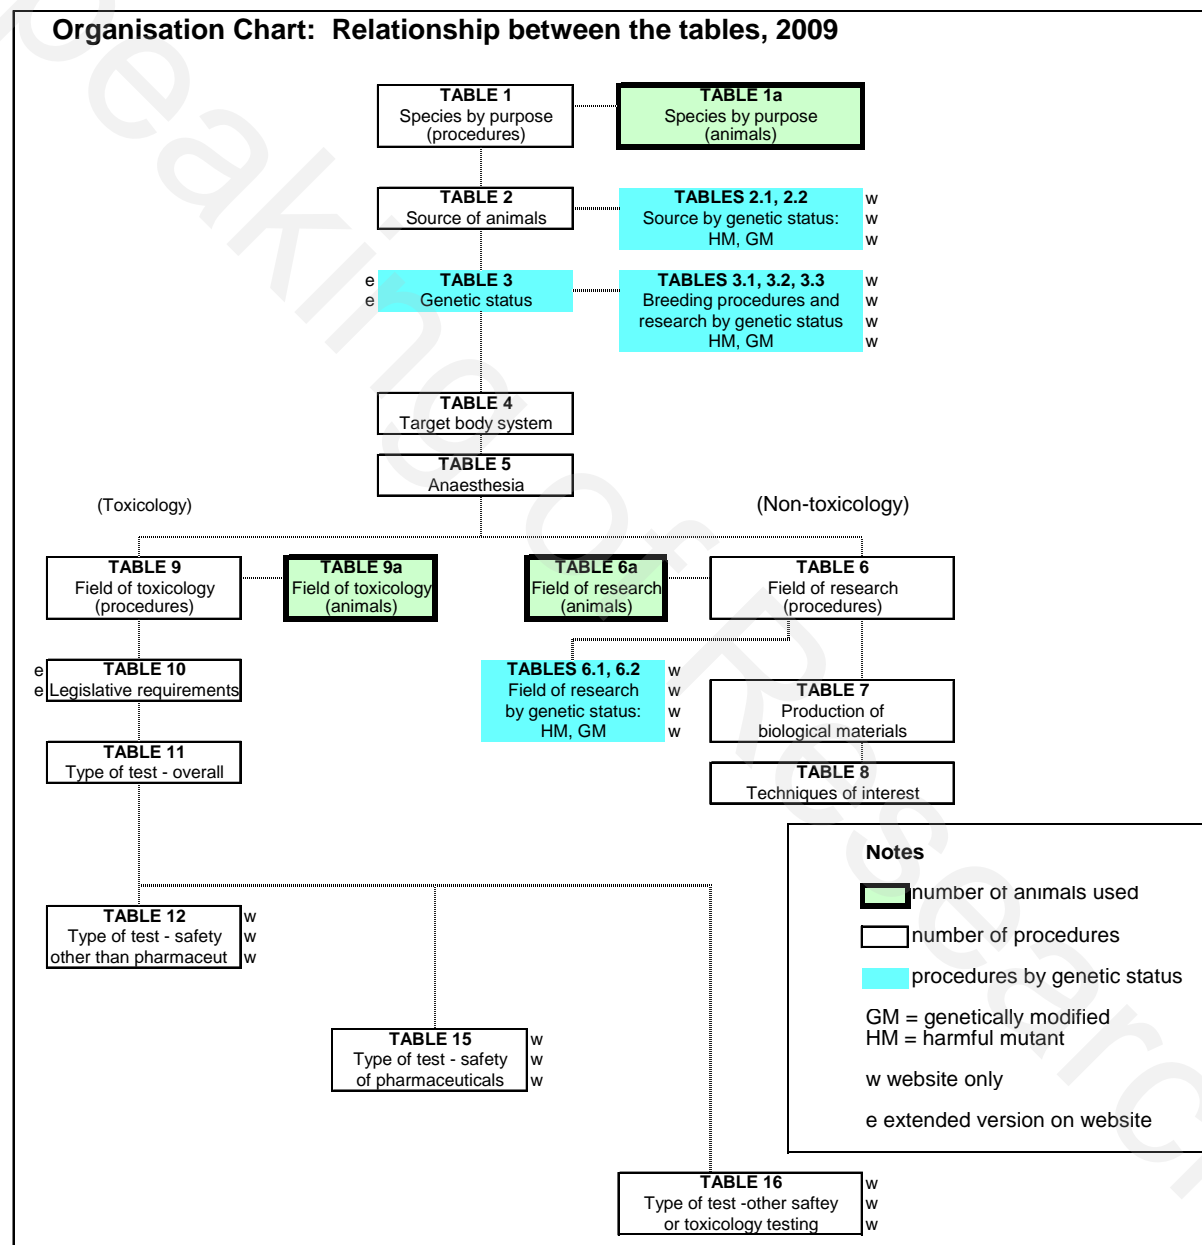 Organisation Chart:  Relationship between the tables, 2009
TABLE 1
Species by purpose
(procedures)
TABLE 1a
Species by purpose
(animals)
TABLE 2
Source of animals
TABLES 2.1, 2.2 w
Source by genetic status: w
HM, GM w
e TABLE 3
e Genetic status
TABLES 3.1, 3.2, 3.3 w
Breeding procedures and w
research by genetic status w
HM, GM w
TABLE 4
Target body system
TABLE 5
Anaesthesia
(Toxicology)
(Non-toxicology)
TABLE 9
Field of toxicology
(procedures)
TABLE 9a
Field of toxicology
(animals)
TABLE 6a
Field of research
(animals)
TABLE 6
Field of research
(procedures)
e TABLE 10
e Legislative requirements
TABLES 6.1, 6.2 w
Field of research w
by genetic status: w
HM, GM w
TABLE 7
Production of
biological materials
TABLE 11
Type of test - overall
TABLE 8
Techniques of interest
TABLE 12 w
Type of test - safety w
other than pharmaceut w
TABLE 15 w
Type of test - safety w
of pharmaceuticals w
TABLE 16 w
Type of test -other saftey w
or toxicology testing w
Notes
number of animals used
number of procedures
procedures by genetic status
GM = genetically modified
HM = harmful mutant
w website only
e extended version on website
eaking of Research